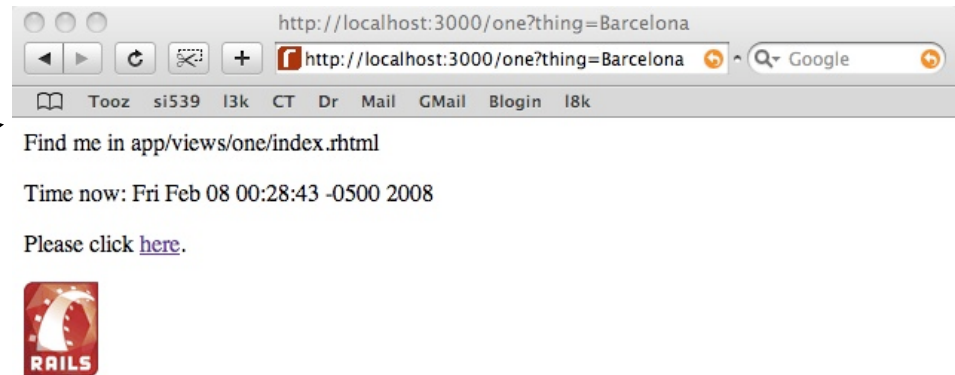 http://localhost:3000/one?thing=Barcelona
http://localhost:3000/one?thing=Barcelona Google
Tooz si539 l3k CT Dr Mail GMail Blogin l8k
Find me in app/views/one/index.rhtml
Time now: Fri Feb 08 00:28:43 -0500 2008
Please click here.
RAILS